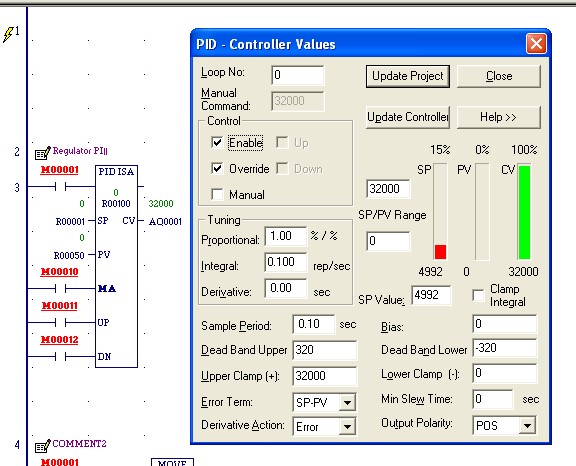 1
PID - Controller Values
Loop No: 0
Update Project
Close
Manual Command: 32000
Update Controller
Help >>
Control
Enable
Up
Override
Down
Manual
15% 0% 100%
SP PV CV
32000
SP/PV Range
0
4992 0 32000
Tuning
Proportional: 1.00 % / %
Integral: 0.100 rep/sec
Derivative: 0.00 sec
SP Value: 4992
Clamp Integral
Sample Period: 0.10 sec
Bias: 0
Dead Band Upper 320
Dead Band Lower -320
Upper Clamp (+): 32000
Lower Clamp (-): 0
Error Term: SP-PV
Min Slew Time: 0 sec
Derivative Action: Error
Output Polarity: POS
2
Regulator PI
M00001
3
PID ISA
0
R00100
0
32000
R00001 SP CV AQ0001
0
R00050 PV
M00010
MA
M00011
UP
M00012
DN
4
COMMENT2
M00001
MOVE